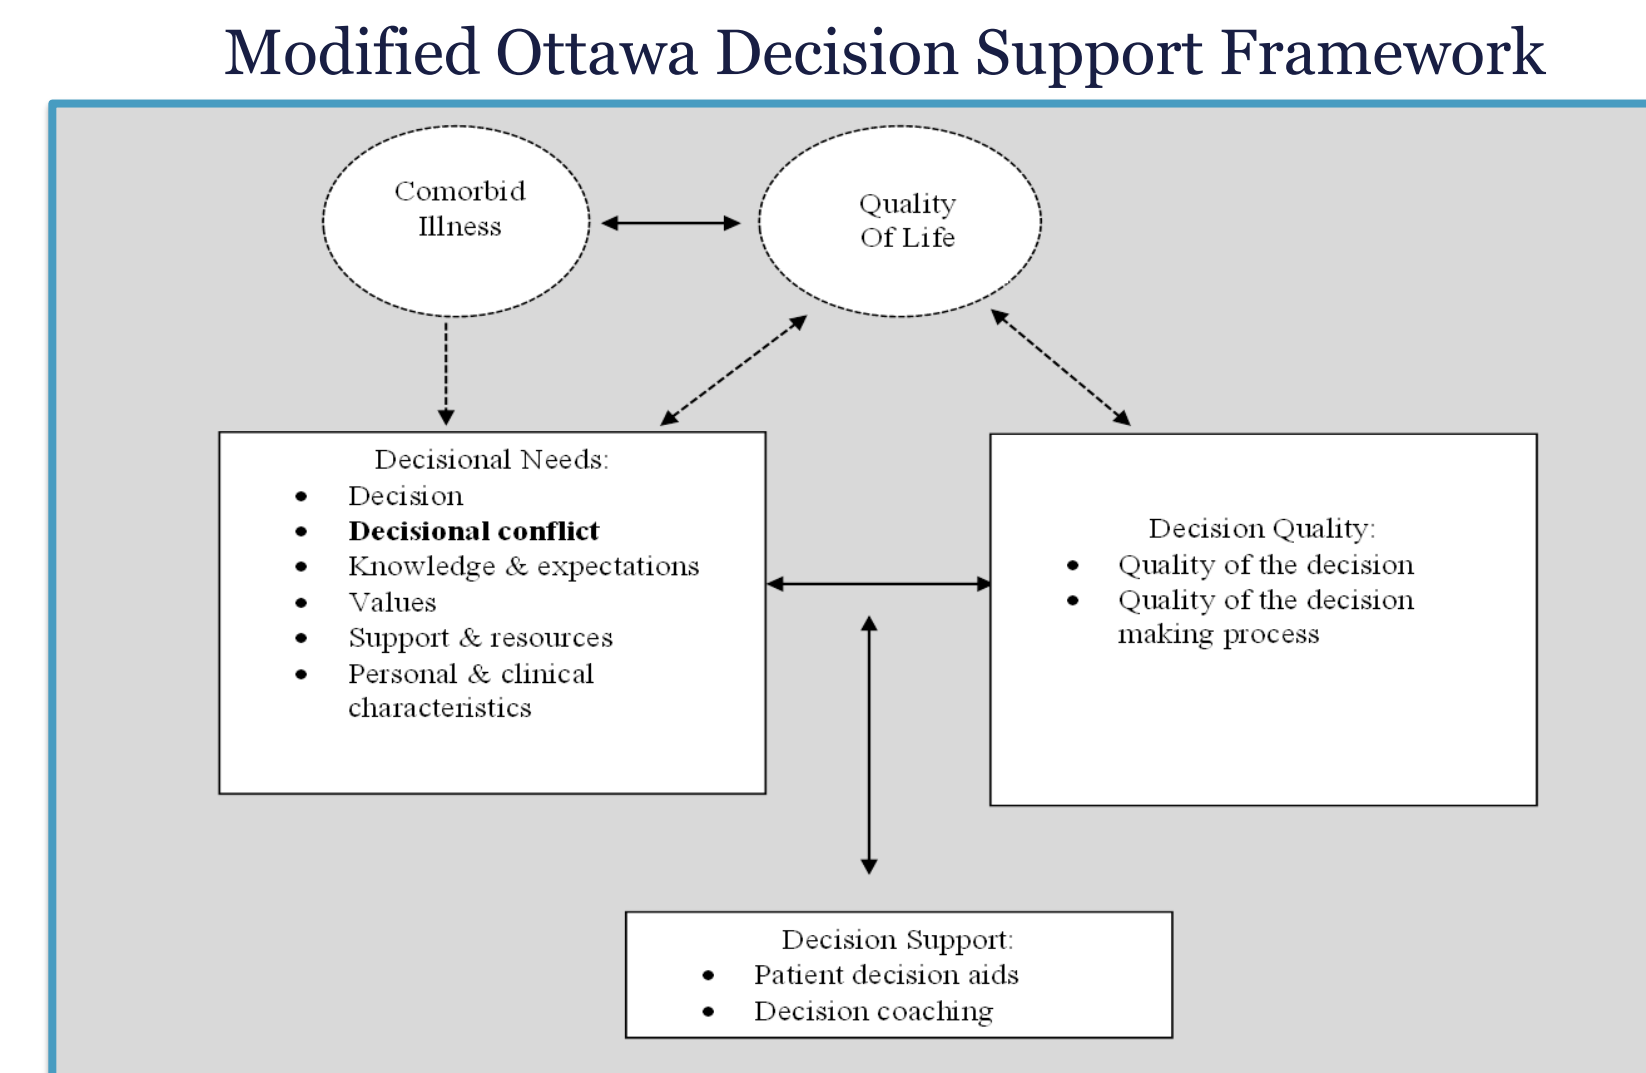 Modified Ottawa Decision Support Framework
Comorbid
Illness
Quality
Of Life
Decisional Needs:
• Decision
• Decisional conflict
• Knowledge & expectations
• Values
• Support & resources
• Personal & clinical
characteristics
Decision Quality:
• Quality of the decision
• Quality of the decision
making process
Decision Support:
• Patient decision aids
• Decision coaching